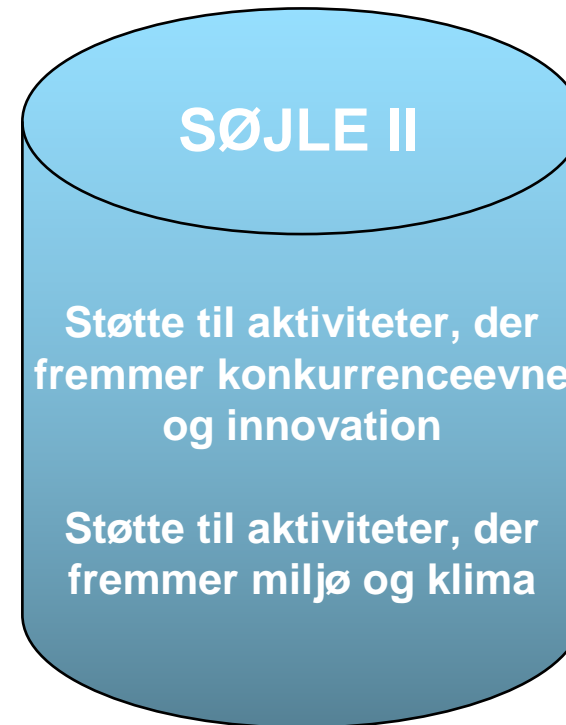 SØJLE II
Støtte til aktiviteter, der
fremmer konkurrenceevne
og innovation
Støtte til aktiviteter, der
fremmer miljø og klima